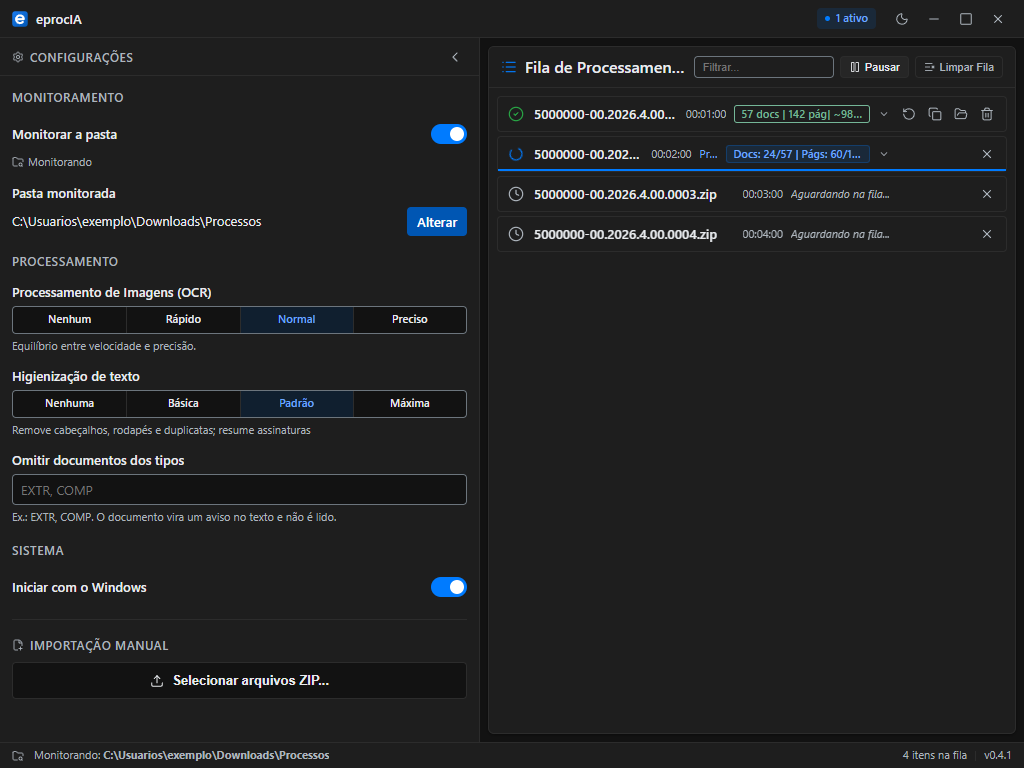 eprocIA
1 ativo
CONFIGURAÇÕES
MONITORAMENTO
Monitorar a pasta
Monitorando
Pasta monitorada
C:\Usuarios\exemplo\Downloads\Processos
Alterar
PROCESSAMENTO
Processamento de Imagens (OCR)
Nenhum Rápido Normal Preciso
Equilíbrio entre velocidade e precisão.
Higienização de texto
Nenhuma Básica Padrão Máxima
Remove cabeçalhos, rodapés e duplicatas; resume assinaturas
Omitir documentos dos tipos
EXTR, COMP
Ex.: EXTR, COMP. O documento vira um aviso no texto e não é lido.
SISTEMA
Iniciar com o Windows
IMPORTAÇÃO MANUAL
Selecionar arquivos ZIP...
Fila de Processamen... Filtrar... Pausar Limpar Fila
5000000-00.2026.4.00... 00:01:00 57 docs | 142 pág| ~98...
5000000-00.202... 00:02:00 Pr... Docs: 24/57 | Págs: 60/1...
5000000-00.2026.4.00.0003.zip 00:03:00 Aguardando na fila...
5000000-00.2026.4.00.0004.zip 00:04:00 Aguardando na fila...
Monitorando: C:\Usuarios\exemplo\Downloads\Processos
4 itens na fila v0.4.1